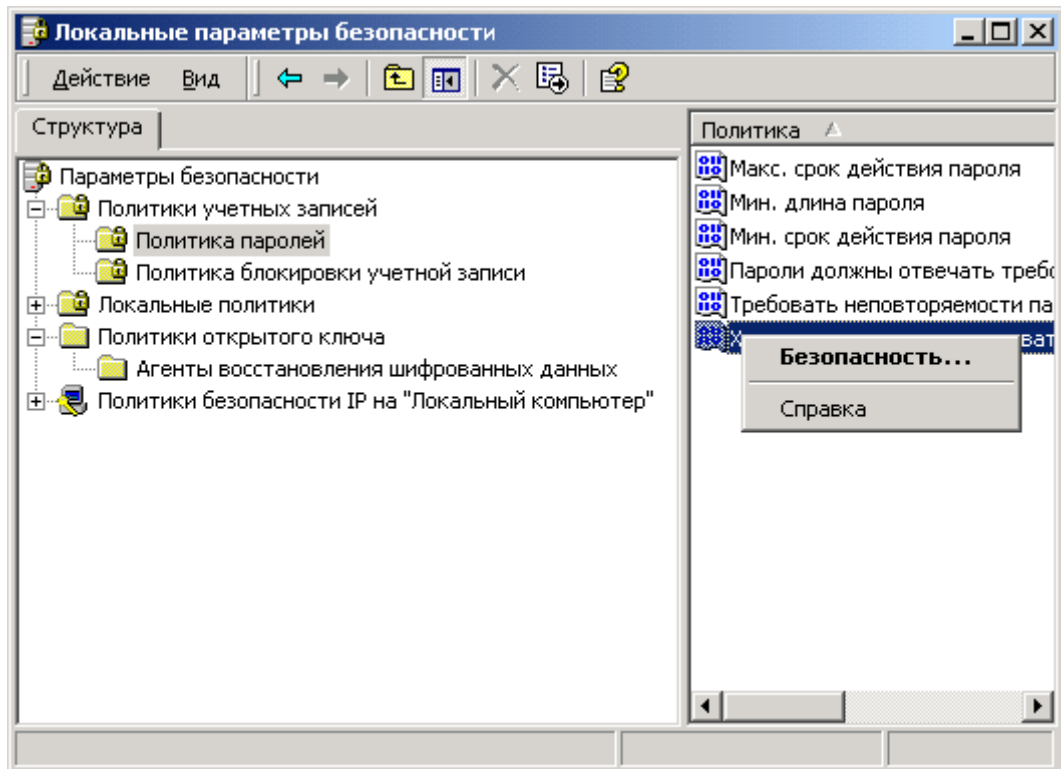 Локальные параметры безопасности
Действие Вид
Структура
Параметры безопасности
Политики учетных записей
Политика паролей
Политика блокировки учетной записи
Локальные политики
Политики открытого ключа
Агенты восстановления шифрованных данных
Политики безопасности IP на "Локальный компьютер"
Политика
Макс. срок действия пароля
Мин. длина пароля
Мин. срок действия пароля
Пароли должны отвечать треб
Требовать неповторяемости па
Безопасность...
Справка